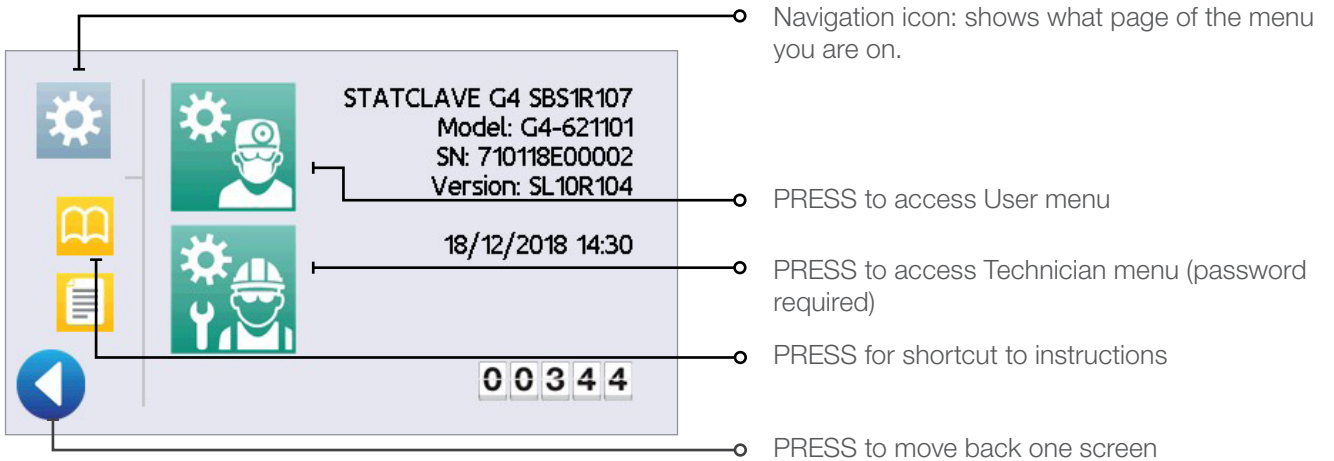 Navigation icon: shows what page of the menu
you are on.
STATCLAVE G4 SBS1R107
Model: G4-621101
SN: 710118E00002
Version: SL10R104
18/12/2018 14:30
00344
PRESS to access User menu
PRESS to access Technician menu (password
required)
PRESS for shortcut to instructions
PRESS to move back one screen